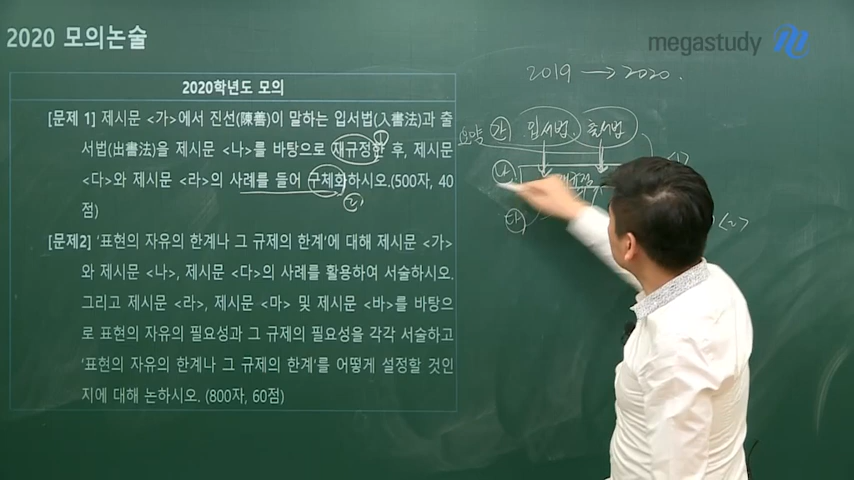 2020 모의논술
megastudy
2020학년도 모의
[문제 1] 제시문 <가>에서 진선(陳善)이 말하는 입서법(入書法)과 출
서법(出書法)을 제시문 <나>를 바탕으로 재규정한 후, 제시문
<다>와 제시문 <라>의 사례를 들어 구체화하시오.(500자, 40
점)
[문제2] '표현의 자유의 한계나 그 규제의 한계'에 대해 제시문 <가>
와 제시문 <나>, 제시문 <다>의 사례를 활용하여 서술하시오.
그리고 제시문 <라>, 제시문 <마> 및 제시문 <바>를 바탕으
로 표현의 자유의 필요성과 그 규제의 필요성을 각각 서술하고
'표현의 자유의 한계나 그 규제의 한계'를 어떻게 설정할 것인
지에 대해 논하시오. (800자, 60점)
1
2
2019 → 2020.
요약 가 입서법. 출서법
<1>
나
다
<2>